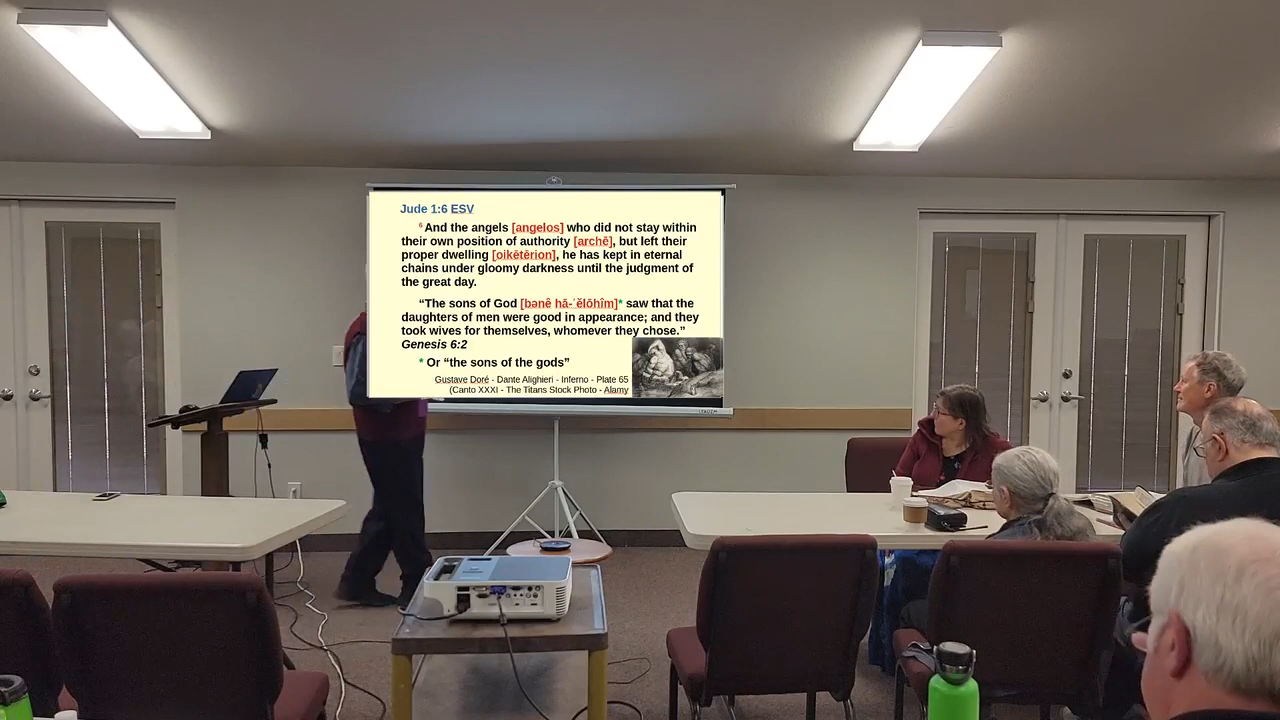 Jude 1:6 ESV
6 And the angels [angelos] who did not stay within
their own position of authority [archē], but left their
proper dwelling [oikētērion], he has kept in eternal
chains under gloomy darkness until the judgment of
the great day.
“The sons of God [bənê hā-ʾĕlōhîm]* saw that the
daughters of men were good in appearance; and they
took wives for themselves, whomever they chose.”
Genesis 6:2
* Or “the sons of the gods”
Gustave Doré - Dante Alighieri - Inferno - Plate 65
(Canto XXXI - The Titans Stock Photo - Alamy